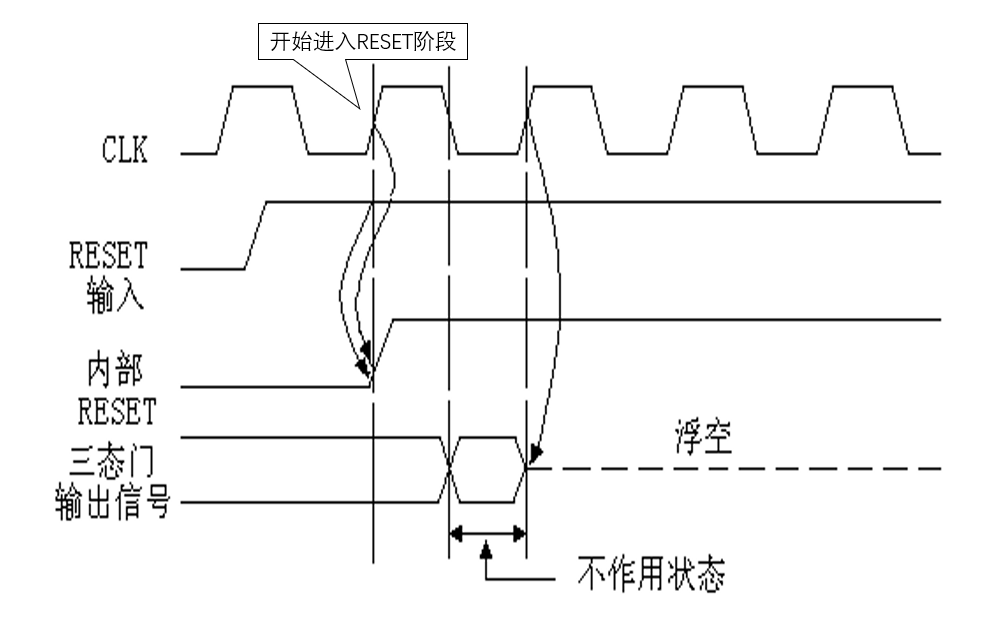 开始进入RESET阶段
CLK
RESET
输入
内部
RESET
浮空
三态门
输出信号
不作用状态